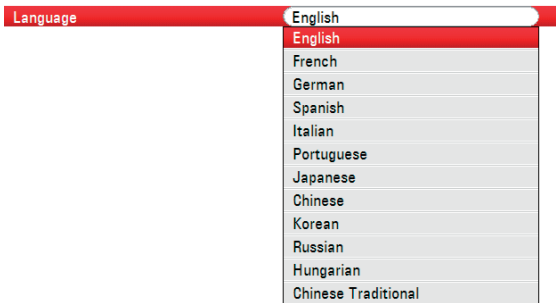 Language English
English
French
German
Spanish
Italian
Portuguese
Japanese
Chinese
Korean
Russian
Hungarian
Chinese Traditional